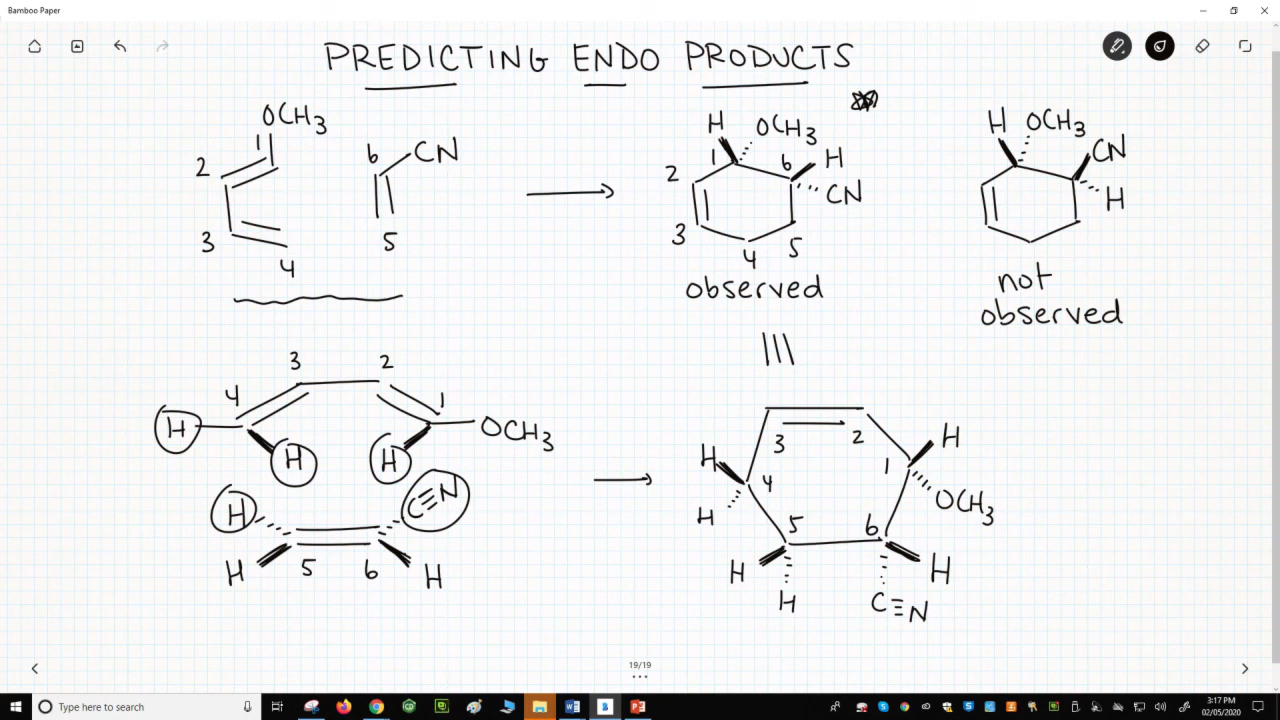 Bamboo Paper
PREDICTING ENDO PRODUCTS
OCH3
1
2
3
4
6
CN
5
H
OCH3
1
2
6
H
CN
3
4
5
observed
H
OCH3
CN
H
not
observed
3
2
4
1
H
H
H
OCH3
H
C≡N
H
5
6
H
3
2
H
1
H
4
H
OCH3
5
6
H
H
H
C≡N
19/19
Type here to search
3:17 PM
02/05/2020